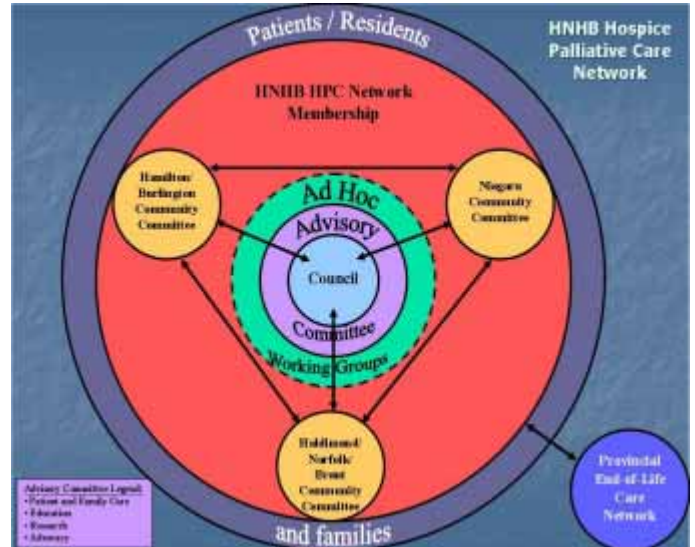 Patients / Residents
HNHB Hospice
Palliative Care
Network
HNHB HPC Network
Membership
Hamilton/
Burlington
Community
Committee
Niagara
Community
Committee
Ad Hoc
Advisory
Council
Committee
Working Groups
Haldimand/
Norfolk/
Brant
Community
Committee
Provincial
End-of-Life
Care
Network
Advisory Committee Legend:
• Patient and Family Care
• Education
• Research
• Advocacy
and families